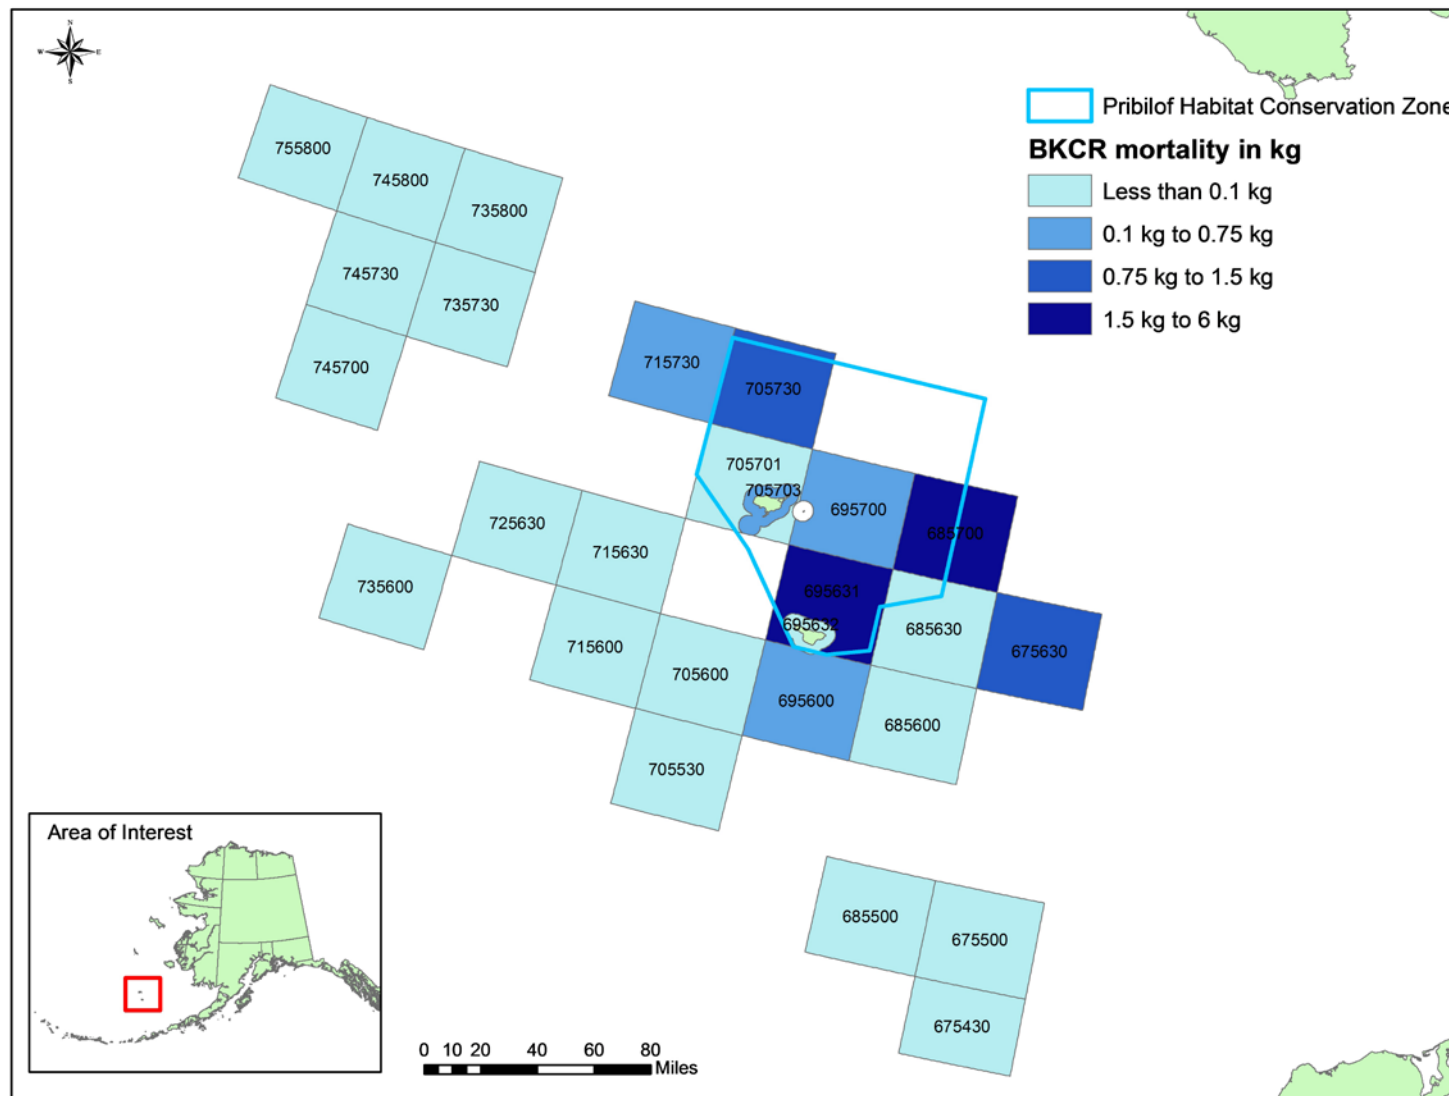 N
W E
S
Pribilof Habitat Conservation Zone
BKCR mortality in kg
Less than 0.1 kg
0.1 kg to 0.75 kg
0.75 kg to 1.5 kg
1.5 kg to 6 kg
755800
745800
735800
745730
735730
745700
715730
705730
705701
705703
695700
685700
725630
715630
735600
695631
695632
685630
675630
715600
705600
695600
685600
705530
685500
675500
675430
Area of Interest
0 10 20 40 60 80
Miles